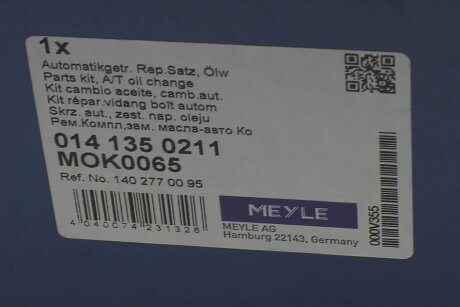 1x
Automatikgetr. Rep.Satz, Ölw
Parts kit, A/T oil change
Kit cambio aceite, camb.aut.
Kit répar.vidang bolt autom
Skrz. aut., zest. nap. oleju
Рем.Компл,зам. масла-авто Ко
014 135 0211
MOK0065
Ref. No. 140 277 00 95
MEYLE
4 040074 231326
MEYLE AG
Hamburg 22143, Germany
000V355